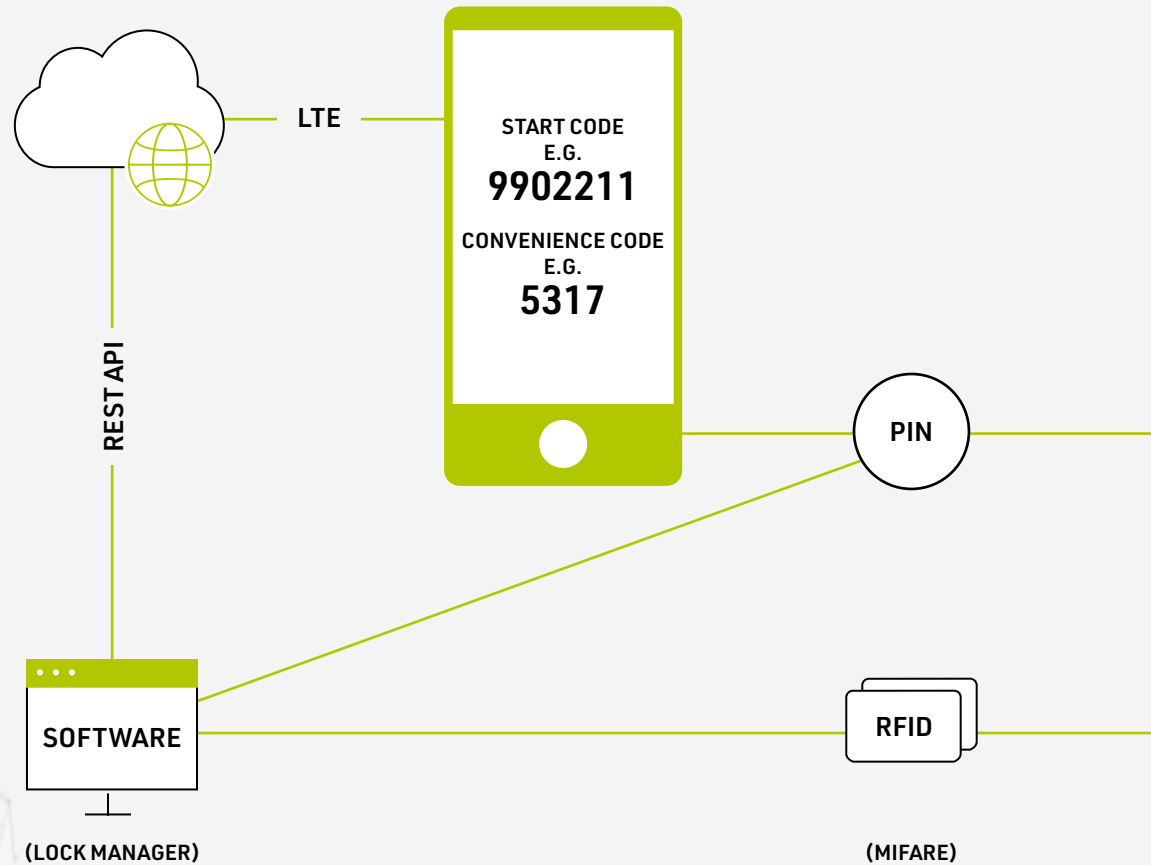 LTE
START CODE
E.G.
9902211
CONVENIENCE CODE
E.G.
5317
REST API
PIN
SOFTWARE
RFID
(LOCK MANAGER)
(MIFARE)